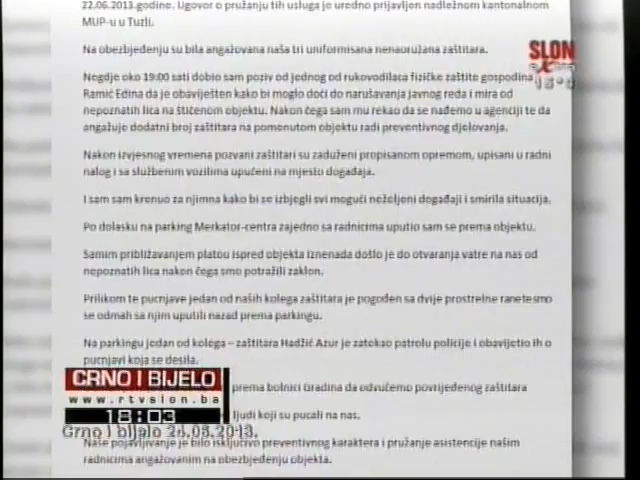 22.06.2013.godine. Ugovor o pružanju tih usluga je uredno prijavljen nadležnom kantonalnom
MUP-u u Tuzli.
Na obezbjeđenju su bila angažovana naša tri uniformisana nenaoružana zaštitara.
Negdje oko 19:00 sati dobio sam poziv od jednog od rukovodilaca fizičke zaštite gospodina
Ramić Edina da je obaviješten kako bi moglo doći do narušavanja javnog reda i mira od
nepoznatih lica na štićenom objektu. Nakon čega sam mu rekao da se nađemo u agenciji te da
angažuje dodatni broj zaštitara na pomenutom objektu radi preventivnog djelovanja.
Nakon izvjesnog vremena pozvani zaštitari su zaduženi propisanom opremom, upisani u radni
nalog i sa službenim vozilima upućeni na mjesto događaja.
I sam sam krenuo za njimna kako bi se izbjegli svi mogući neželjeni događaji i smirila situacija.
Po dolasku na parking Merkator-centra zajedno sa radnicima uputio sam se prema objektu.
Samim približavanjem platou ispred objekta iznenada došlo je do otvaranja vatre na nas od
nepoznatih lica nakon čega smo potražili zaklon.
Prilikom te pucnjave jedan od naših kolega zaštitara je pogođen sa dvije prostrelne rane te smo
se odmah sa njim uputili nazad prema parkingu.
Na parkingu jedan od kolega – zaštitara Hadžić Azur je zatekao patrolu policije i obavijetio ih o
pucnjavi koja se desila.
prema bolnici Gradina da odvučemo povrijeđenog zaštitara
ljudi koji su pucali na nas.
Naše pojavljivanje je bilo isključivo preventivnog karaktera i pružanje asistencije našim
radnicima angažovanim na obezbjeđenju objekta.
SLON
CRNO I BIJELO
www.rtvslon.ba
18:03
Crno i bijelo 24.06.2013.